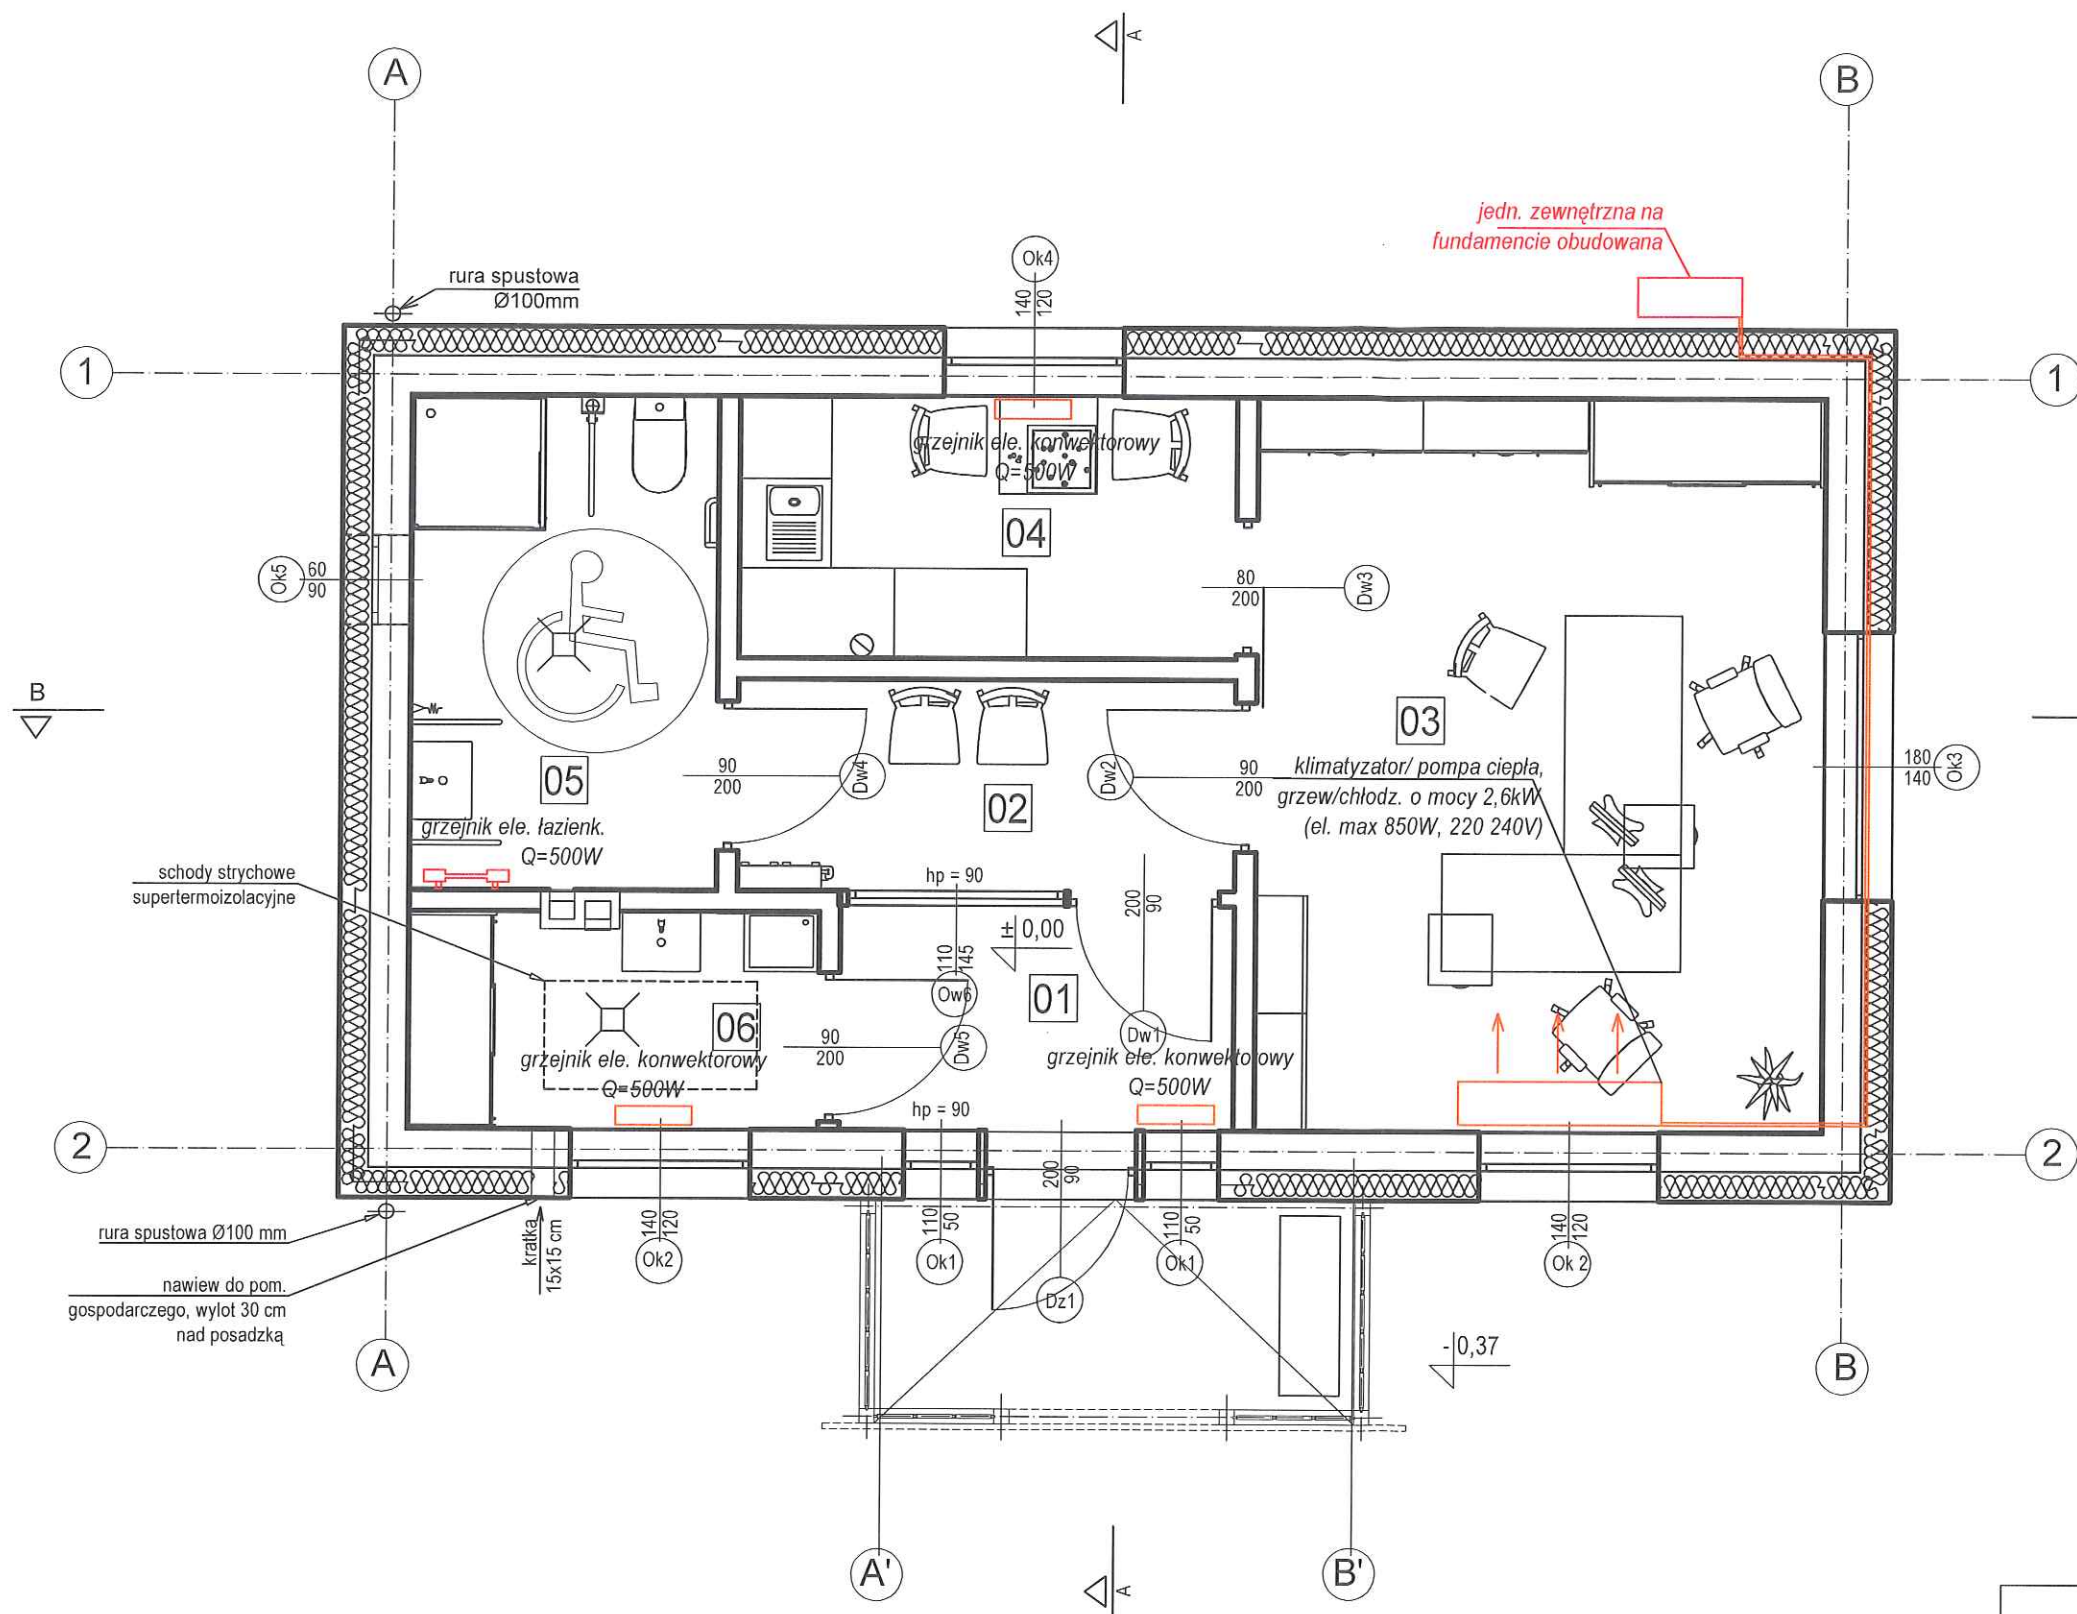 A
A
B
jedn. zewnętrzna na
fundamencie obudowana
Ok4
140
120
rura spustowa
Ø100mm
1
1
grzejnik ele. konwektorowy
Q=500W
04
Ok5
60
90
80
200
Dw3
B
03
05
90
200
Dw4
02
Dw2
90
200
klimatyzator/ pompa ciepła,
grzew/chłodz. o mocy 2,6kW
(el. max 850W, 220 240V)
180
140
Ok3
grzejnik ele. łazienk.
Q=500W
schody strychowe
supertermoizolacyjne
hp = 90
200
90
± 0,00
110
145
Ow6
01
06
Dw1
90
200
Dw5
grzejnik ele. konwektorowy
Q=500W
grzejnik ele. konwektorowy
Q=500W
hp = 90
2
2
200
90
rura spustowa Ø100 mm
kratka
15x15 cm
140
120
Ok2
110
50
Ok1
110
50
Ok1
140
120
Ok 2
nawiew do pom.
gospodarczego, wylot 30 cm
nad posadzką
Dz1
-0,37
A
B
A'
B'
A